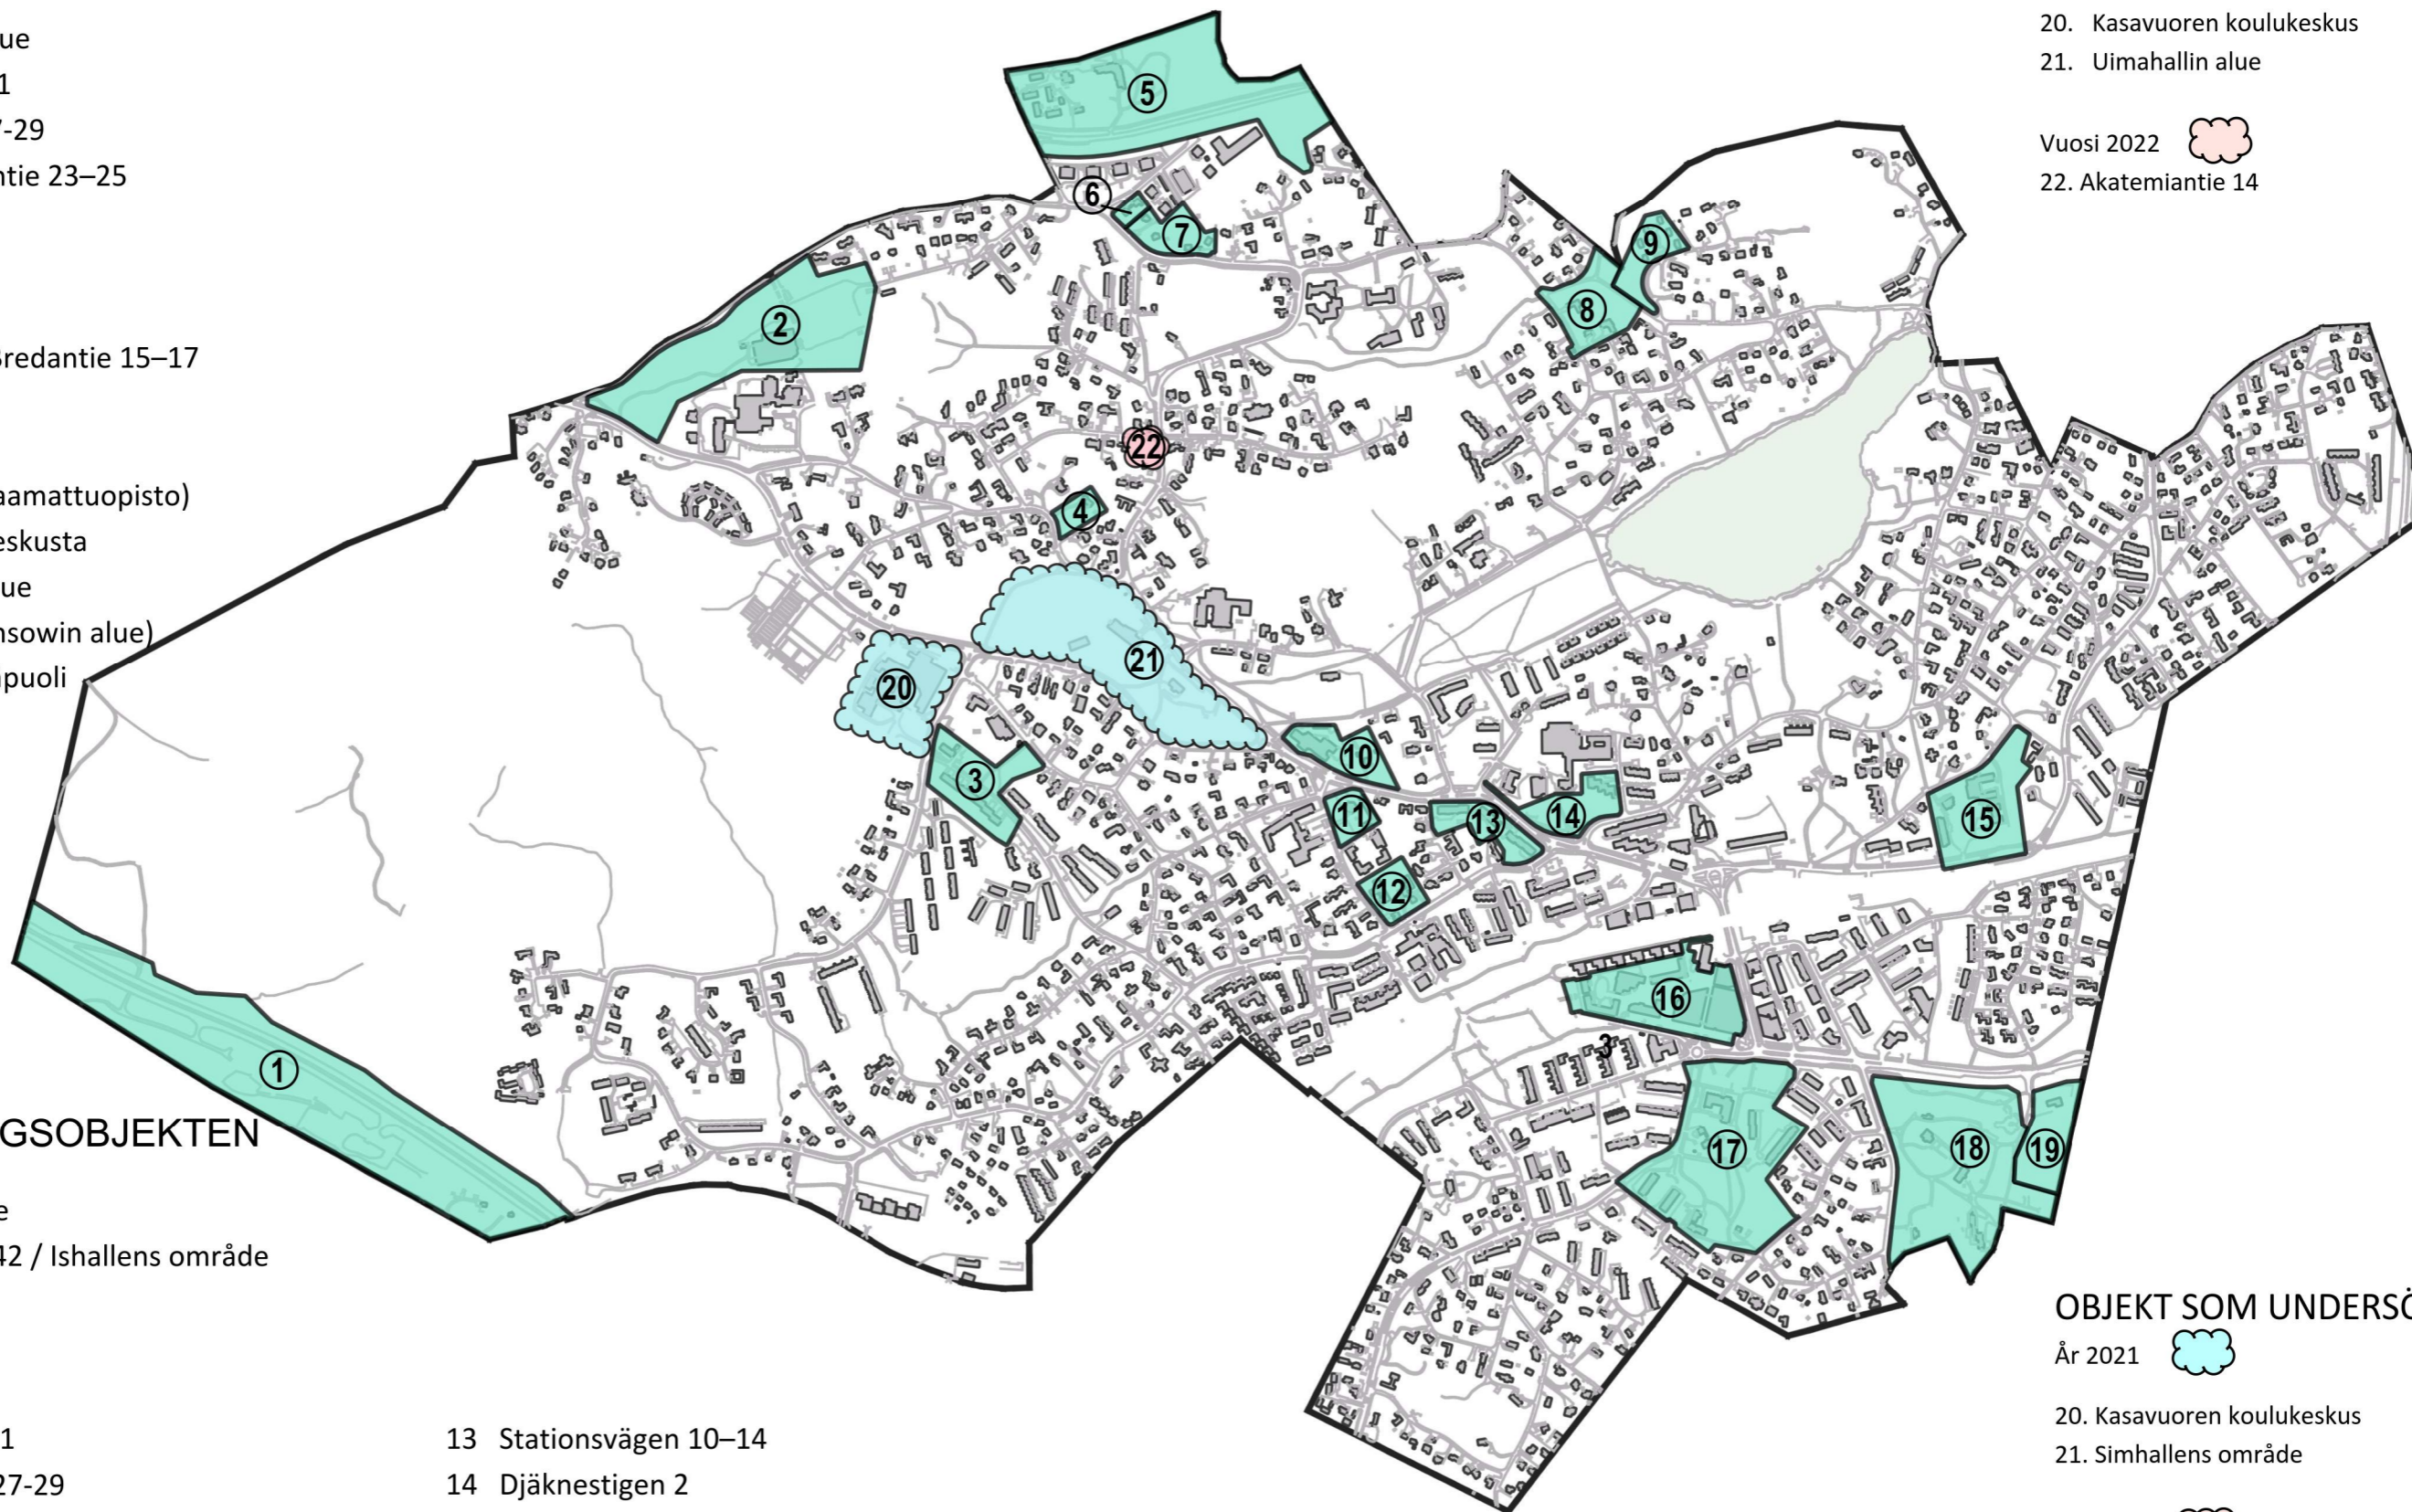 ue
1
7-29
ntie 23–25
Bredantie 15–17
aamattuopisto)
eskusta
ue
nsowin alue)
äpuoli
20. Kasavuoren koulukeskus
21. Uimahallin alue
Vuosi 2022
22. Akatemiantie 14
5
6
7
9
8
2
22
4
21
20
10
3
11
13
14
15
12
16
3
1
17
18
19
GSOBJEKTEN
e
42 / Ishallens område
1
27-29
13 Stationsvägen 10–14
14 Djäknestigen 2
OBJEKT SOM UNDERSÖ
År 2021
20. Kasavuoren koulukeskus
21. Simhallens område